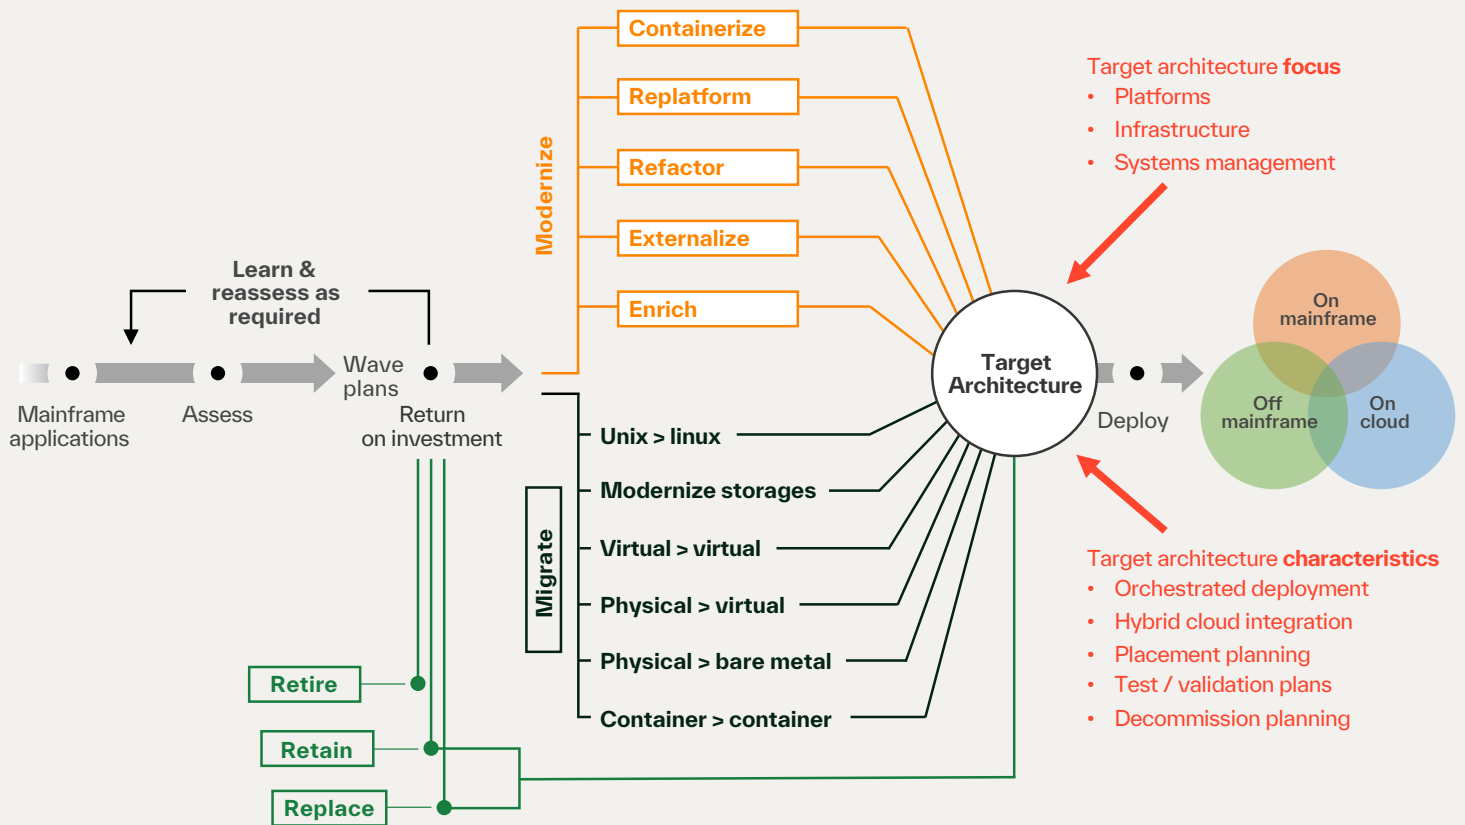 Containerize
Replatform
Refactor
Externalize
Enrich
Modernize
Target architecture focus
• Platforms
• Infrastructure
• Systems management
Learn &
reassess as
required
Mainframe
applications
Assess
Wave
plans
Return
on investment
Target
Architecture
Deploy
On
mainframe
Off
mainframe
On
cloud
Migrate
Unix > linux
Modernize storages
Virtual > virtual
Physical > virtual
Physical > bare metal
Container > container
Retire
Retain
Replace
Target architecture characteristics
• Orchestrated deployment
• Hybrid cloud integration
• Placement planning
• Test / validation plans
• Decommission planning